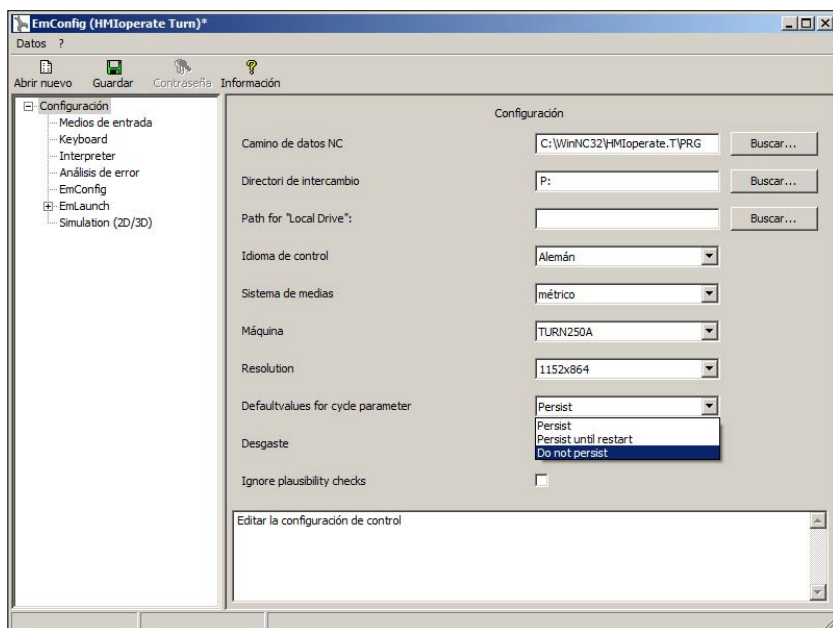 EmConfig (HMIoperate Turn)*
Datos ?
Abrir nuevo Guardar Contraseña Información
Configuración
Medios de entrada
Keyboard
Interpreter
Análisis de error
EmConfig
EmLaunch
Simulation (2D/3D)
Configuración
Camino de datos NC C:\WinNC32\HMIoperate.T\PRG Buscar...
Directori de intercambio P: Buscar...
Path for "Local Drive": Buscar...
Idioma de control Alemán
Sistema de medias métrico
Máquina TURN250A
Resolution 1152x864
Defaultvalues for cycle parameter Persist
Persist
Persist until restart
Desgaste
Do not persist
Ignore plausibility checks
Editar la configuración de control